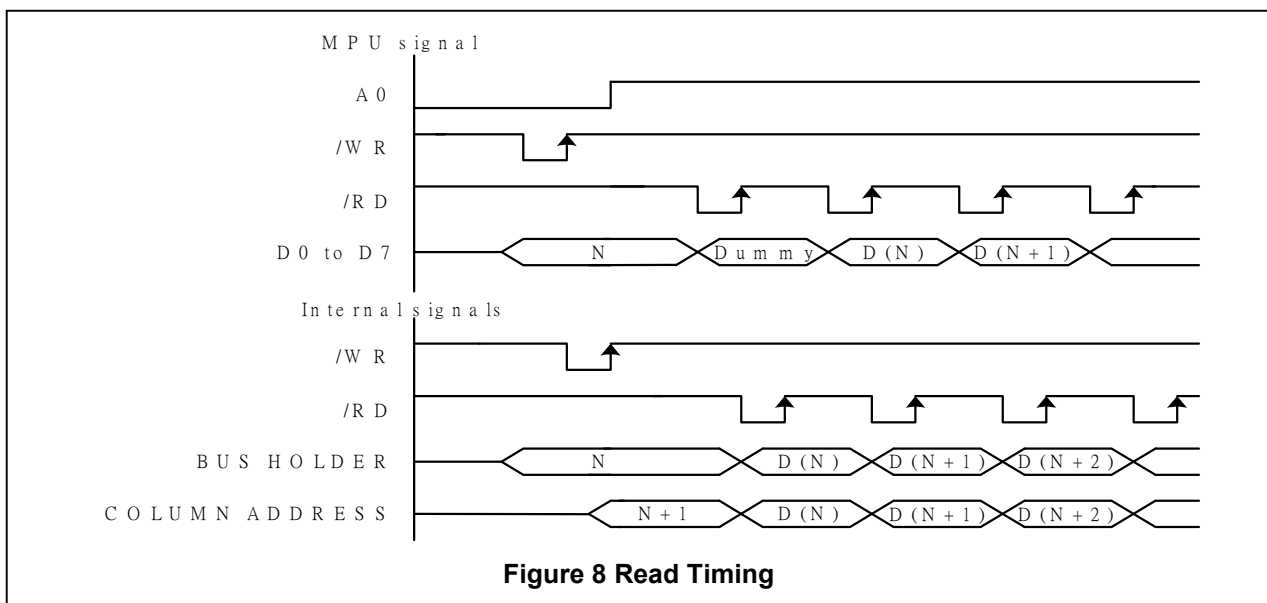 MPU signal
A0
/WR
/RD
D0 to D7 N Dummy D(N) D(N+1)
Internal signals
/WR
/RD
BUS HOLDER N D(N) D(N+1) D(N+2)
COLUMN ADDRESS N+1 D(N) D(N+1) D(N+2)
Figure 8 Read Timing